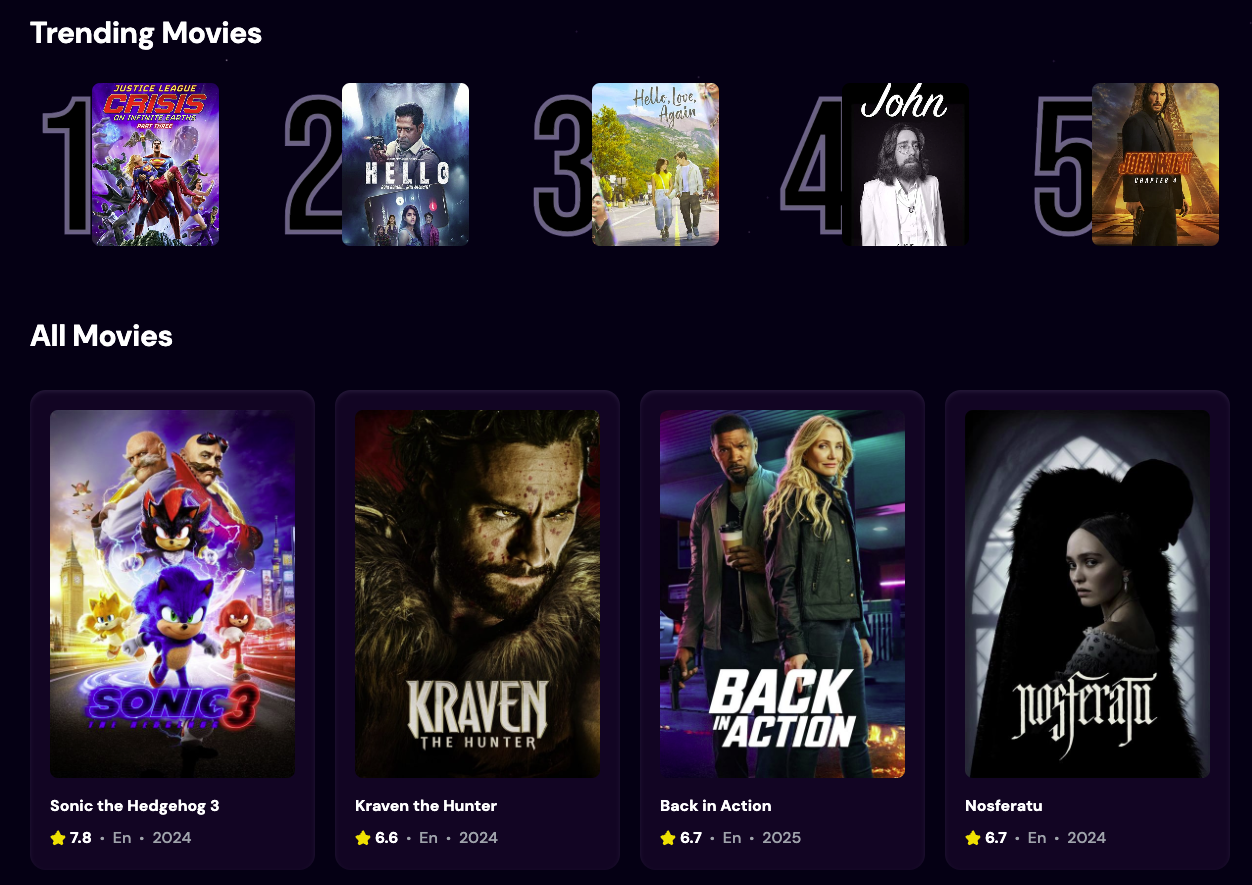 Trending Movies
1
JUSTICE LEAGUE
CRISIS
ON INFINITE EARTHS
PART THREE
2
HELLO
3
Hello, Love,
Again
4
John
5
JOHN WICK
CHAPTER 4
All Movies
SONIC 3
THE HEDGEHOG
KRAVEN
THE HUNTER
BACK
IN ACTION
nosferatu
Sonic the Hedgehog 3
7.8 • En • 2024
Kraven the Hunter
6.6 • En • 2024
Back in Action
6.7 • En • 2025
Nosferatu
6.7 • En • 2024